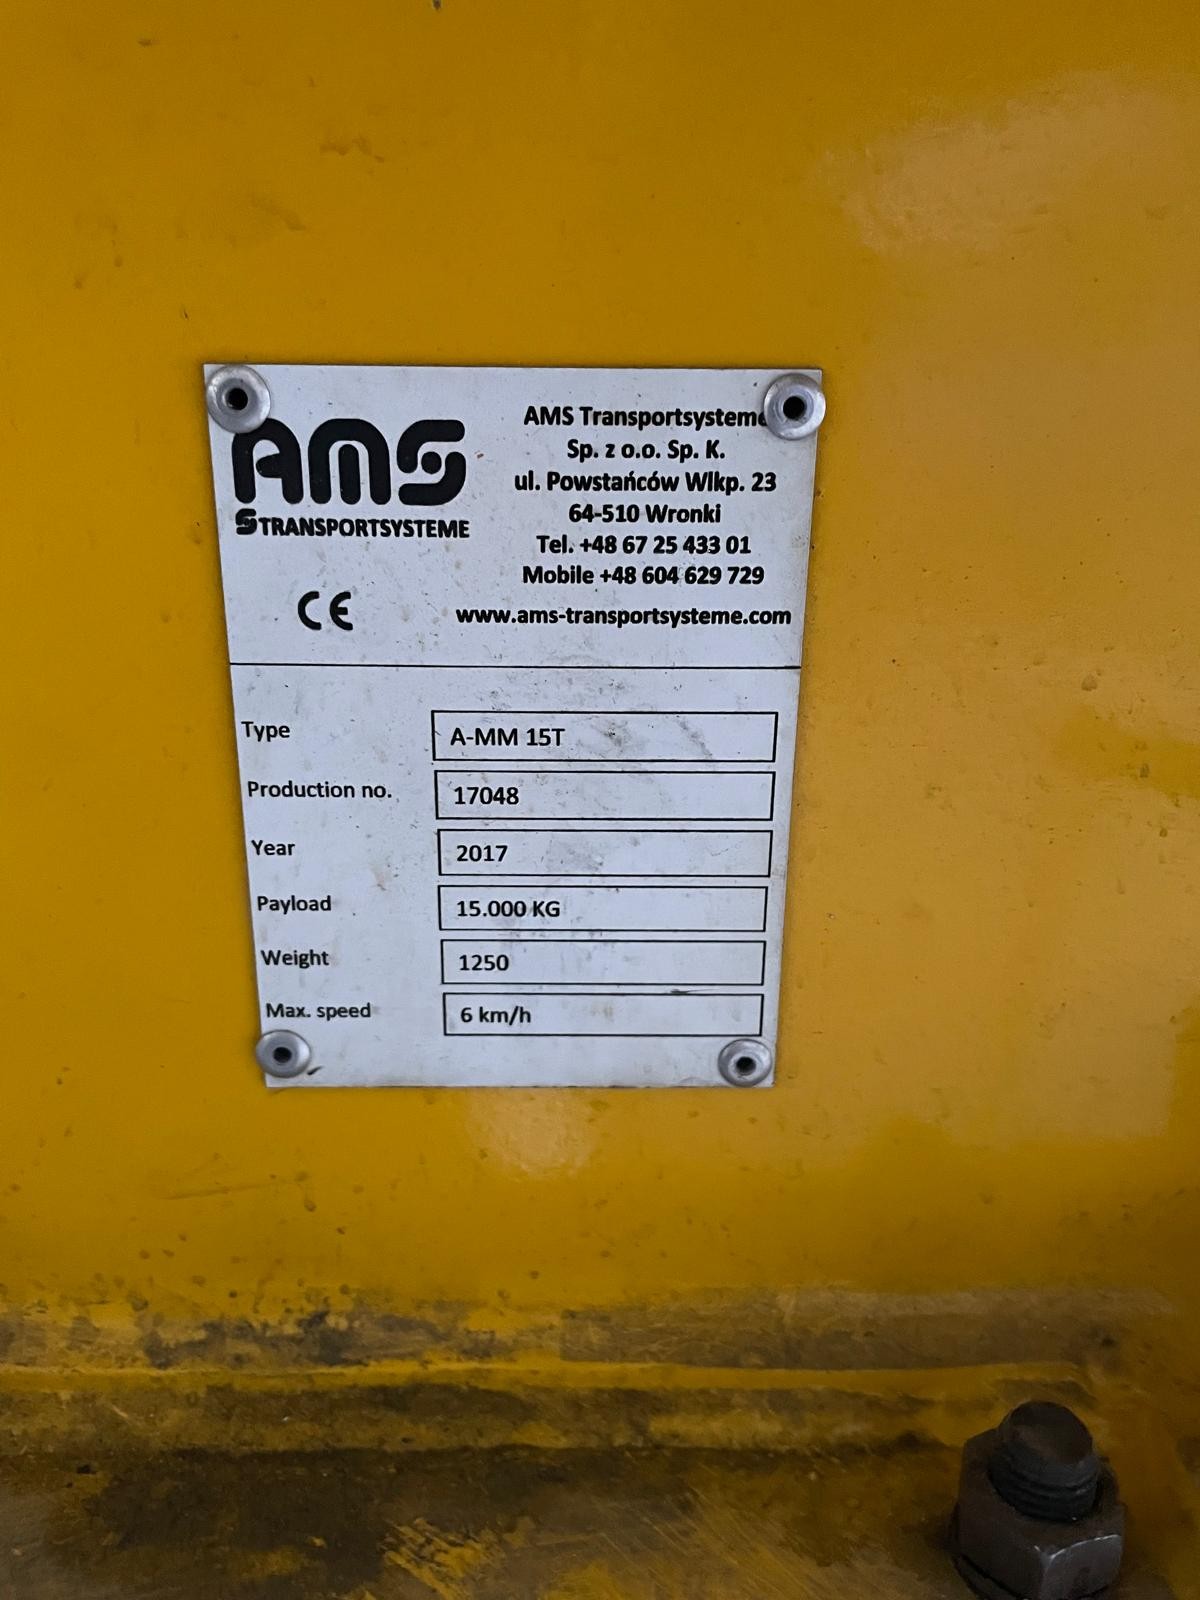 AMS
TRANSPORTSYSTEME
CE
AMS Transportsysteme
Sp. z o.o. Sp. K.
ul. Powstańców Wlkp. 23
64-510 Wronki
Tel. +48 67 25 433 01
Mobile +48 604 629 729
www.ams-transportsysteme.com
Type A-MM 15T
Production no. 17048
Year 2017
Payload 15.000 KG
Weight 1250
Max. speed 6 km/h